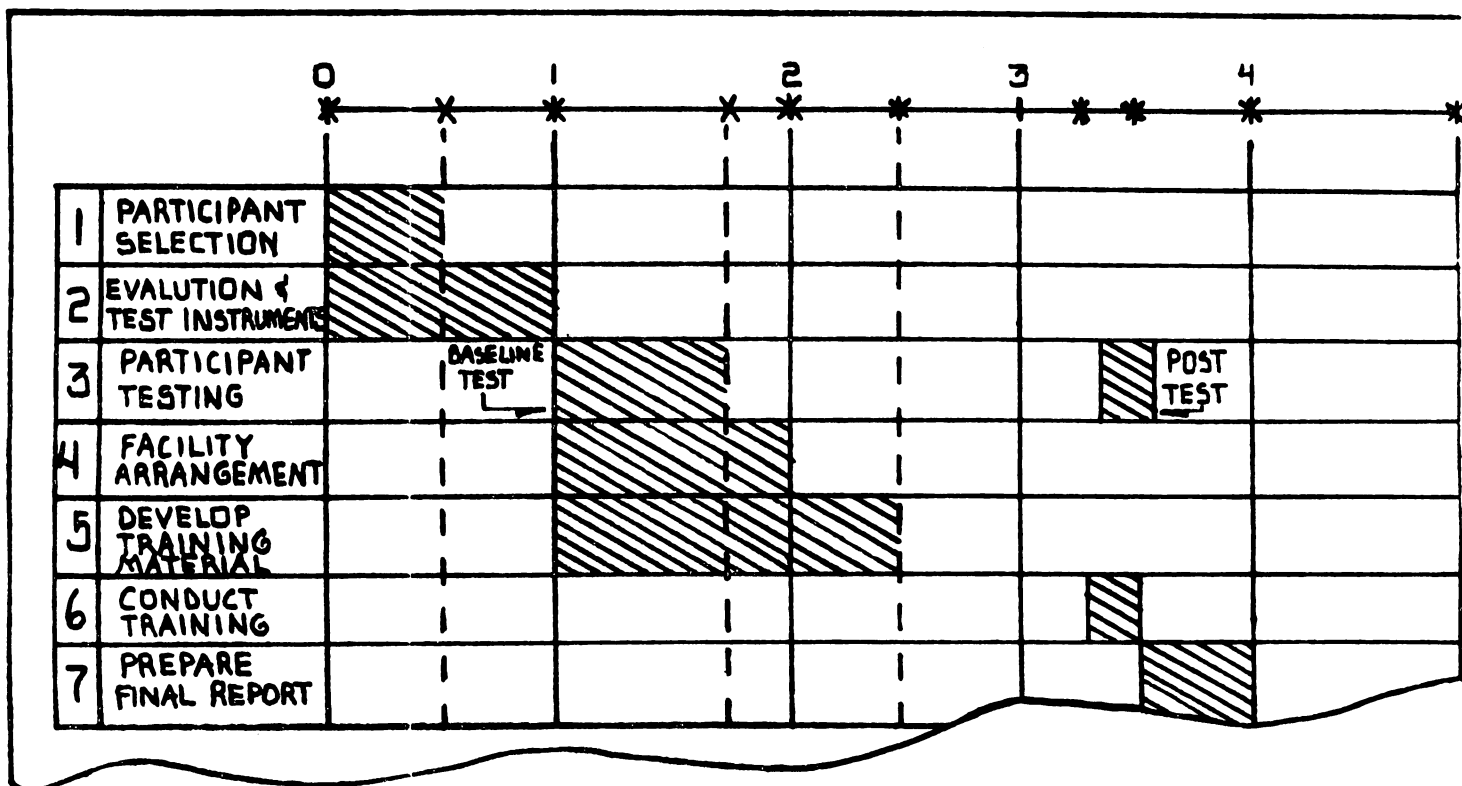 0 1 2 3 4
1 PARTICIPANT
SELECTION
2 EVALUTION &
TEST INSTRUMENTS
3 PARTICIPANT
TESTING
BASELINE
TEST
POST
TEST
4 FACILITY
ARRANGEMENT
5 DEVELOP
TRAINING
MATERIAL
6 CONDUCT
TRAINING
7 PREPARE
FINAL REPORT